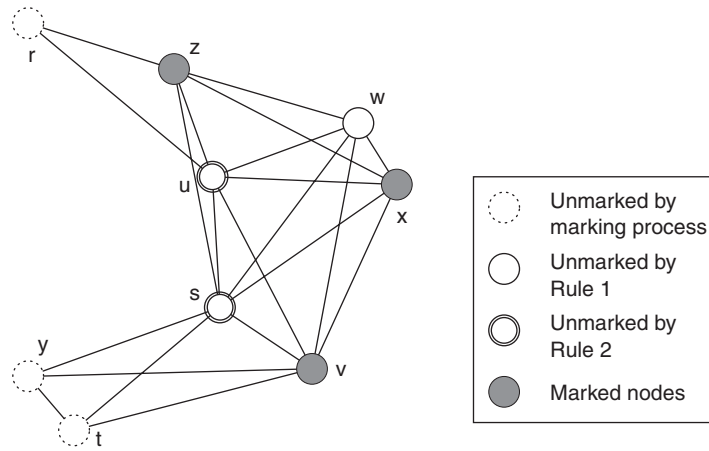 r
z
w
u
x
s
y
v
t
Unmarked by
marking process
Unmarked by
Rule 1
Unmarked by
Rule 2
Marked nodes